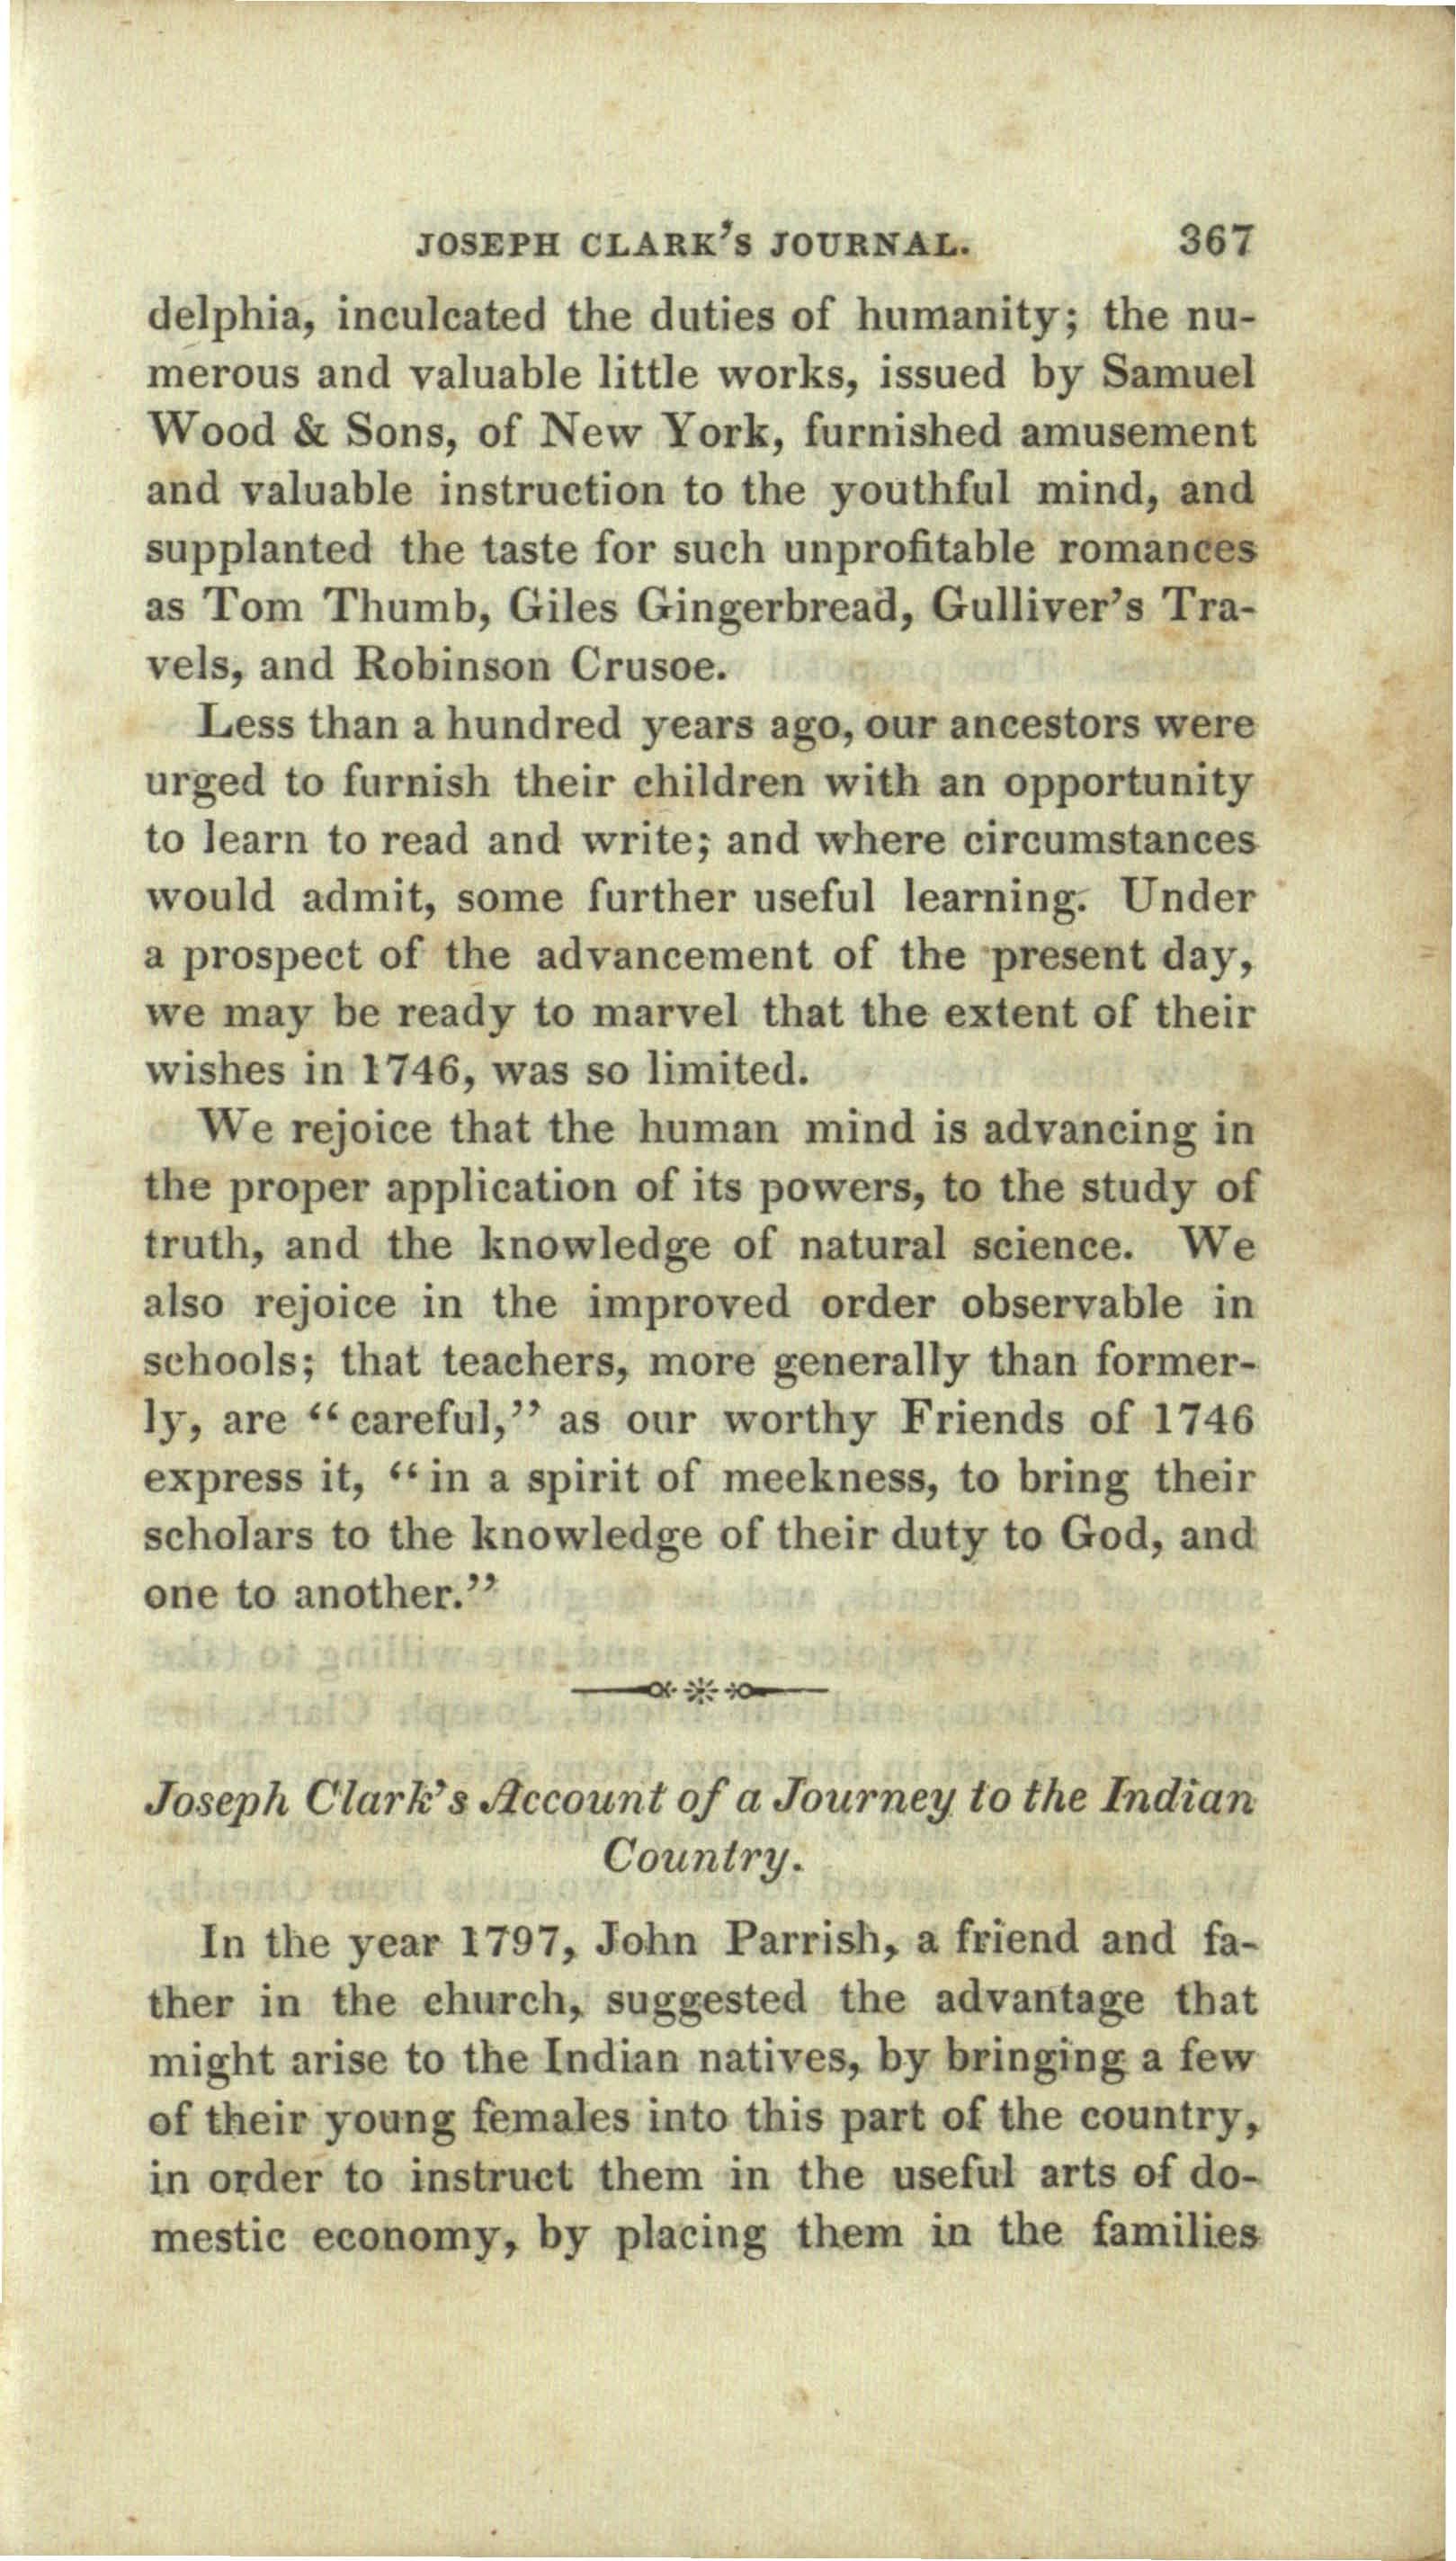 JOSEPH CLARK'S JOURNAL. 367
delphia, inculcated the duties of humanity; the nu-
merous and valuable little works, issued by Samuel
Wood & Sons, of New York, furnished amusement
and valuable instruction to the youthful mind, and
supplanted the taste for such unprofitable romances
as Tom Thumb, Giles Gingerbread, Gulliver's Tra-
vels, and Robinson Crusoe.
Less than a hundred years ago, our ancestors were
urged to furnish their children with an opportunity
to learn to read and write; and where circumstances
would admit, some further useful learning. Under
a prospect of the advancement of the present day,
we may be ready to marvel that the extent of their
wishes in 1746, was so limited.
We rejoice that the human mind is advancing in
the proper application of its powers, to the study of
truth, and the knowledge of natural science. We
also rejoice in the improved order observable in
schools; that teachers, more generally than former-
ly, are "careful," as our worthy Friends of 1746
express it, "in a spirit of meekness, to bring their
scholars to the knowledge of their duty to God, and
one to another."
Joseph Clark's Account of a Journey to the Indian
Country.
In the year 1797, John Parrish, a friend and fa-
ther in the church, suggested the advantage that
might arise to the Indian natives, by bringing a few
of their young females into this part of the country,
in order to instruct them in the useful arts of do-
mestic economy, by placing them in the families